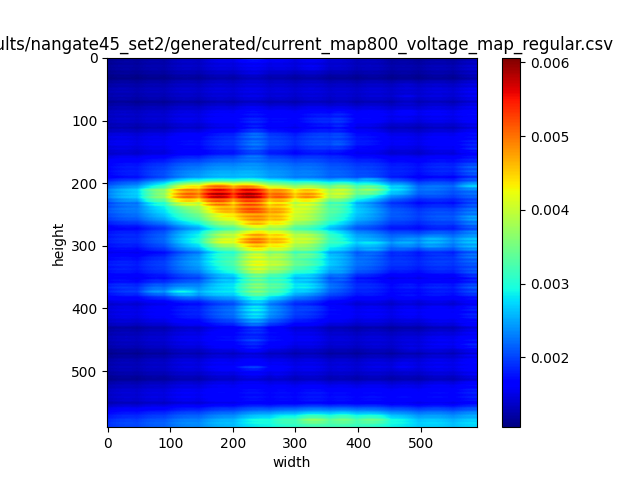 ults/nangate45_set2/generated/current_map800_voltage_map_regular.csv
0
100
200
300
400
500
height
0 100 200 300 400 500
width
0.006
0.005
0.004
0.003
0.002